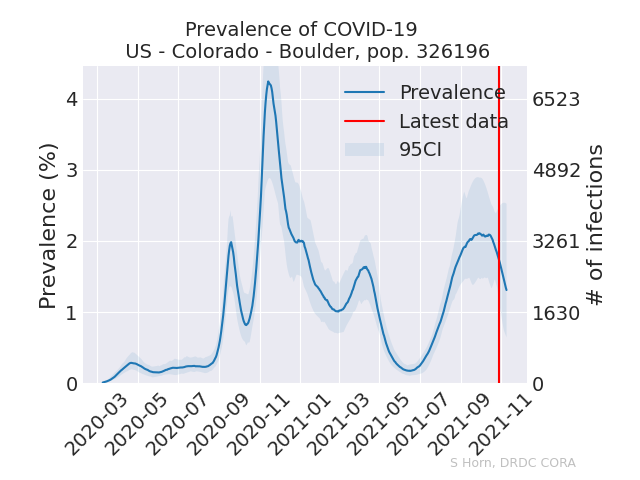 Prevalence of COVID-19
US - Colorado - Boulder, pop. 326196
Prevalence
Latest data
95CI
Prevalence (%)
4
3
2
1
0
6523
4892
3261
1630
0
# of infections
2020-03
2020-05
2020-07
2020-09
2020-11
2021-01
2021-03
2021-05
2021-07
2021-09
2021-11
S Horn, DRDC CORA